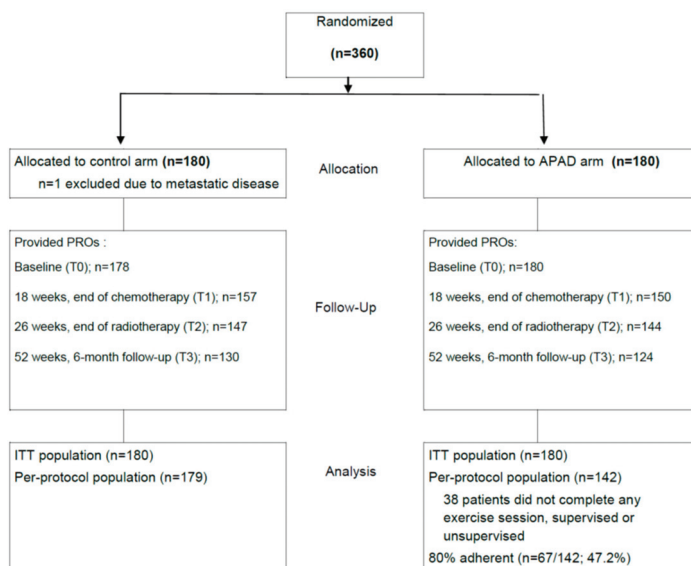 Randomized
(n=360)
Allocated to control arm (n=180)
n=1 excluded due to metastatic disease
Allocation
Allocated to APAD arm (n=180)
Provided PROs :
Baseline (T0); n=178
18 weeks, end of chemotherapy (T1); n=157
26 weeks, end of radiotherapy (T2); n=147
52 weeks, 6-month follow-up (T3); n=130
Follow-Up
Provided PROs:
Baseline (T0); n=180
18 weeks, end of chemotherapy (T1); n=150
26 weeks, end of radiotherapy (T2); n=144
52 weeks, 6-month follow-up (T3); n=124
ITT population (n=180)
Per-protocol population (n=179)
Analysis
ITT population (n=180)
Per-protocol population (n=142)
38 patients did not complete any
exercise session, supervised or
unsupervised
80% adherent (n=67/142; 47.2%)